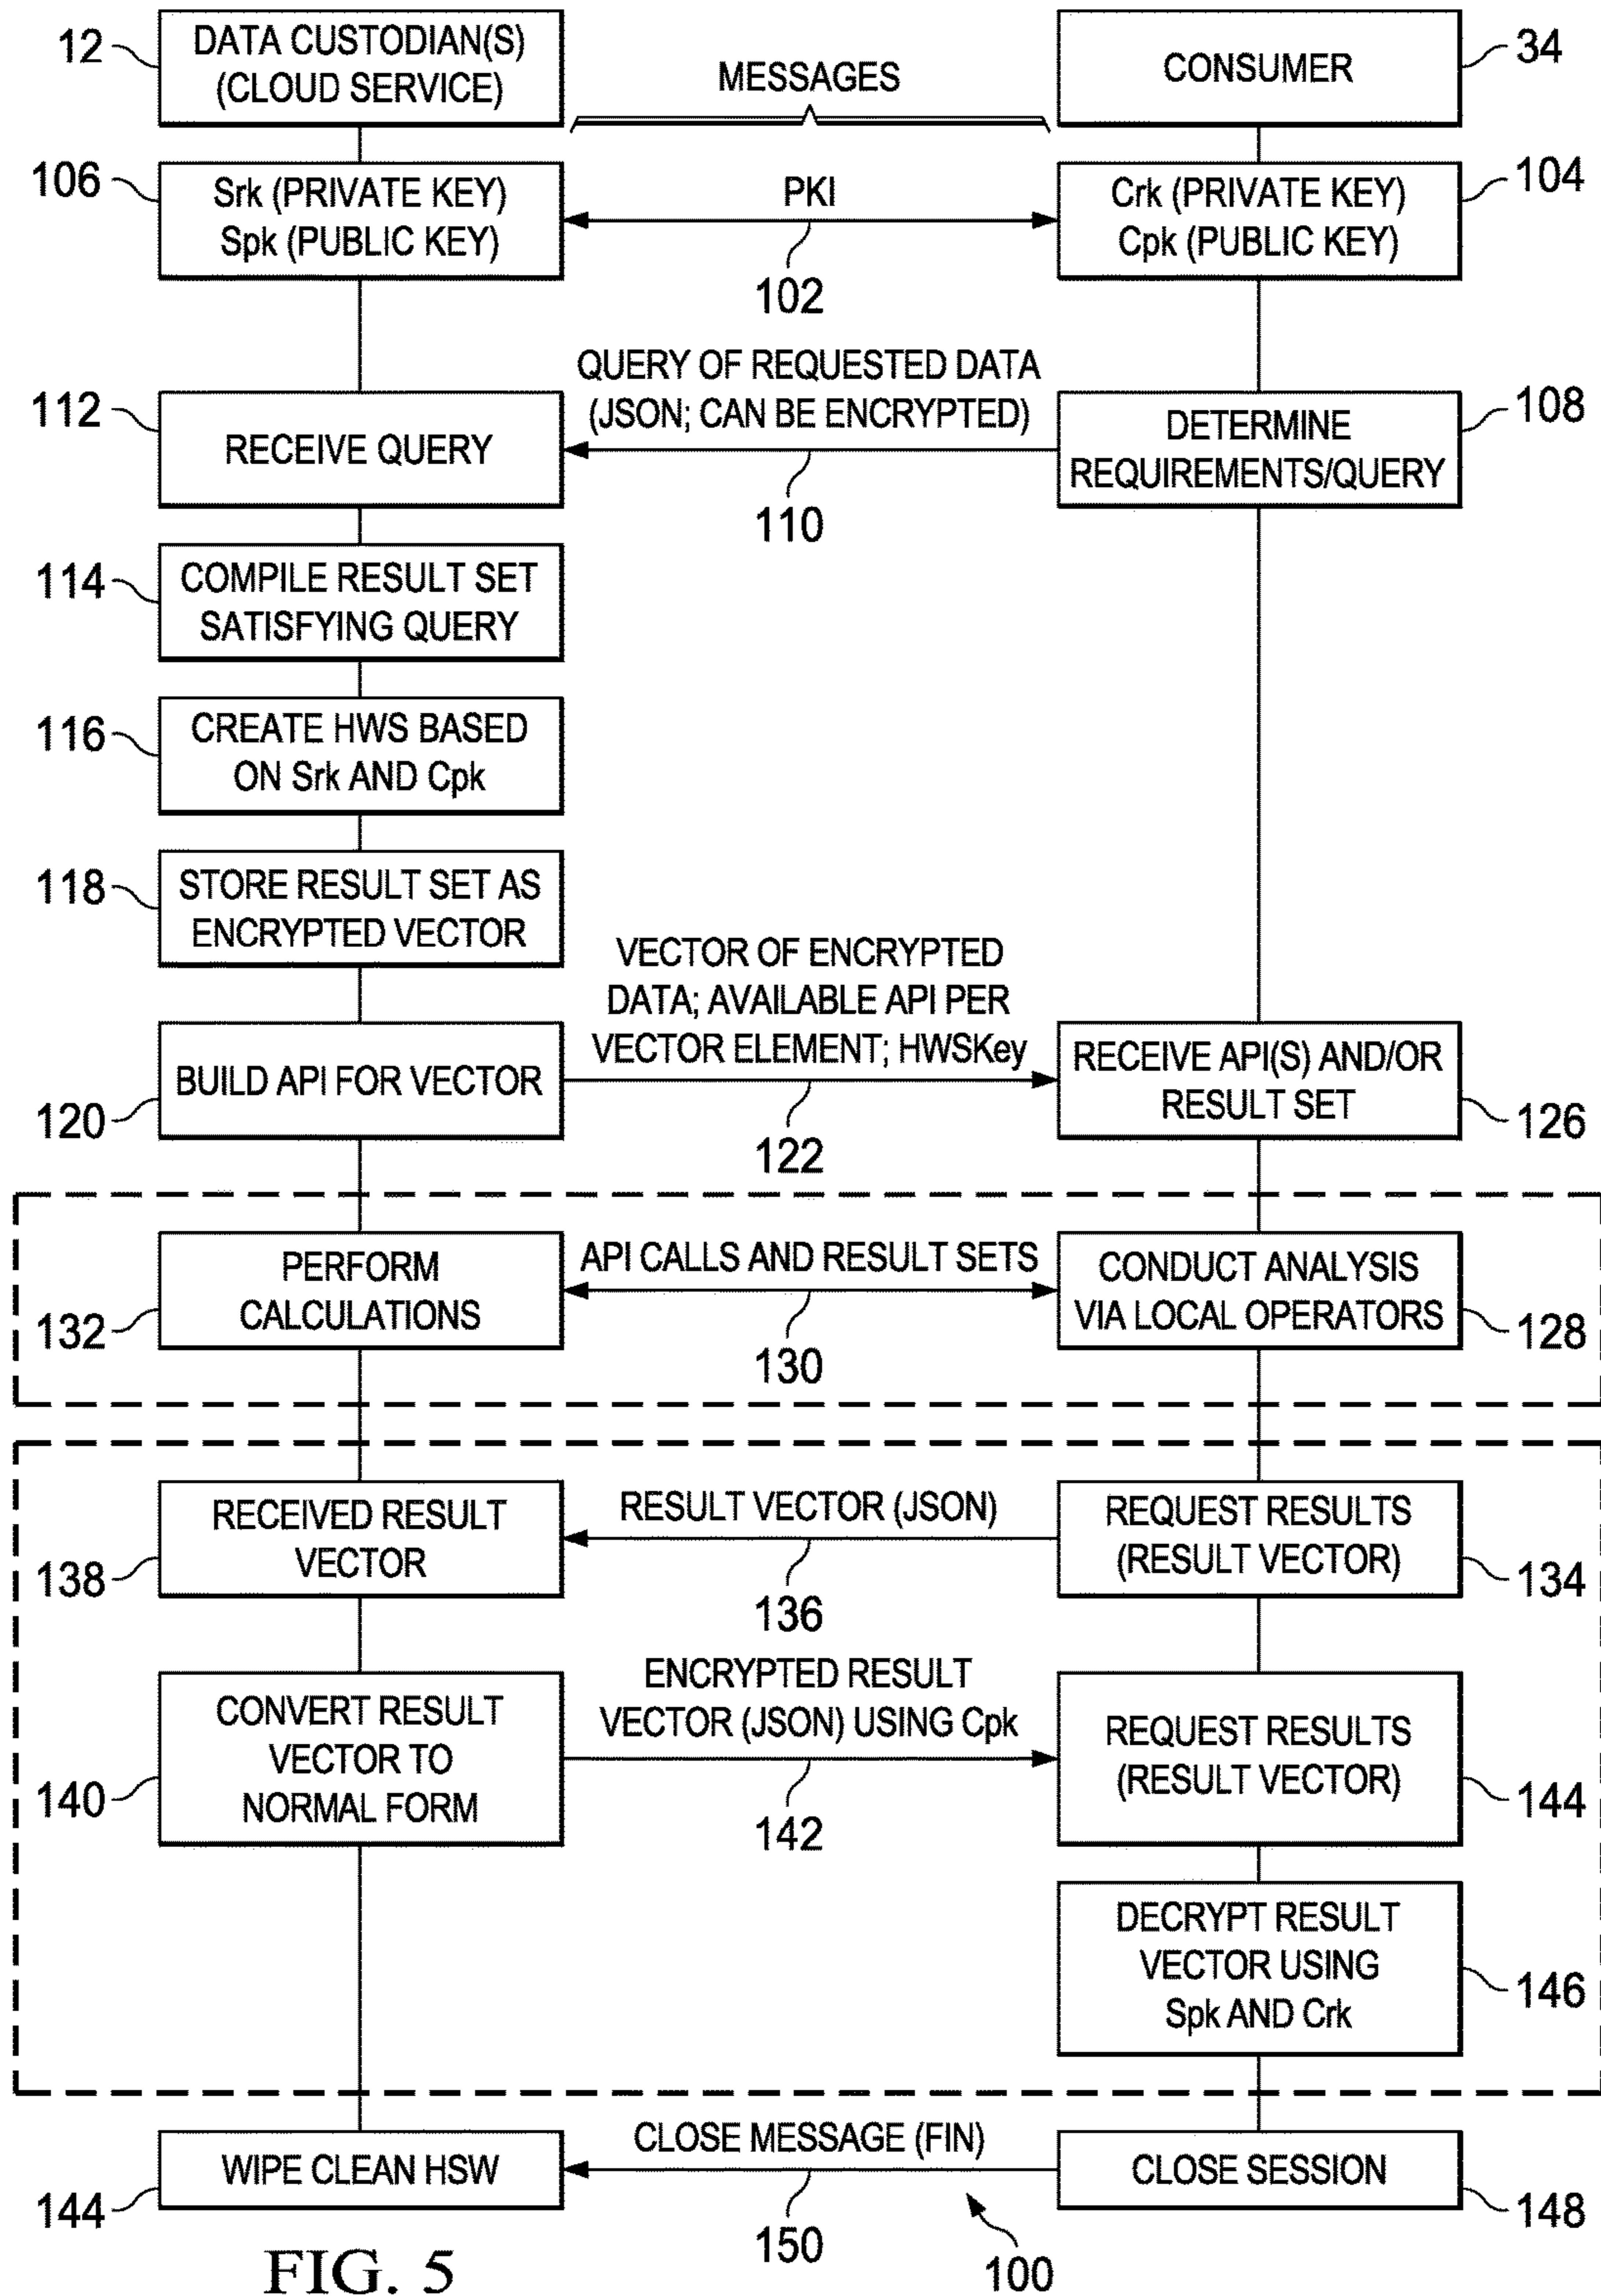 12
DATA CUSTODIAN(S)
(CLOUD SERVICE)
MESSAGES
CONSUMER
34
106
Srk (PRIVATE KEY)
Spk (PUBLIC KEY)
PKI
102
Crk (PRIVATE KEY)
Cpk (PUBLIC KEY)
104
112
RECEIVE QUERY
QUERY OF REQUESTED DATA
(JSON; CAN BE ENCRYPTED)
110
DETERMINE
REQUIREMENTS/QUERY
108
114
COMPILE RESULT SET
SATISFYING QUERY
116
CREATE HWS BASED
ON Srk AND Cpk
118
STORE RESULT SET AS
ENCRYPTED VECTOR
120
BUILD API FOR VECTOR
VECTOR OF ENCRYPTED
DATA; AVAILABLE API PER
VECTOR ELEMENT; HWSKey
122
RECEIVE API(S) AND/OR
RESULT SET
126
132
PERFORM
CALCULATIONS
API CALLS AND RESULT SETS
130
CONDUCT ANALYSIS
VIA LOCAL OPERATORS
128
138
RECEIVED RESULT
VECTOR
RESULT VECTOR (JSON)
136
REQUEST RESULTS
(RESULT VECTOR)
134
140
CONVERT RESULT
VECTOR TO
NORMAL FORM
ENCRYPTED RESULT
VECTOR (JSON) USING Cpk
142
REQUEST RESULTS
(RESULT VECTOR)
144
DECRYPT RESULT
VECTOR USING
Spk AND Crk
146
144
WIPE CLEAN HSW
CLOSE MESSAGE (FIN)
150
CLOSE SESSION
148
100
FIG. 5